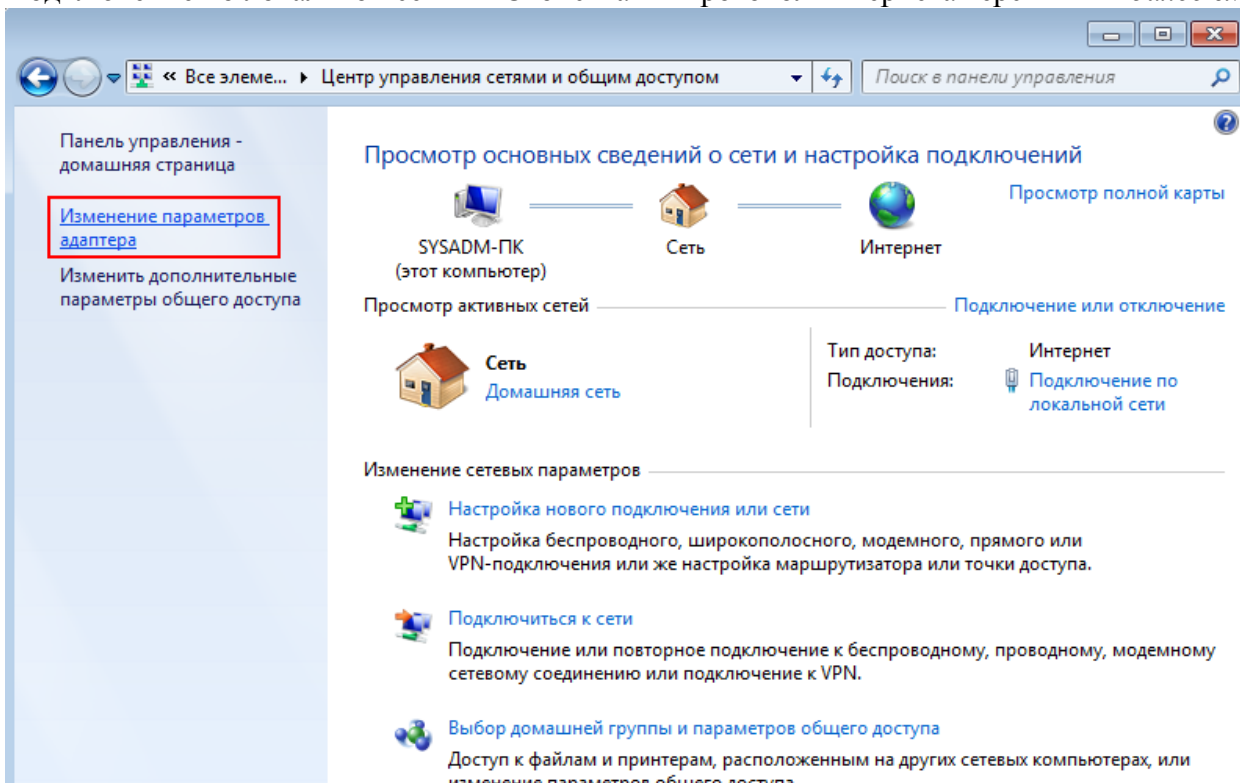 « Все элеме... Центр управления сетями и общим доступом Поиск в панели управления
Панель управления -
домашняя страница
Изменение параметров
адаптера
Изменить дополнительные
параметры общего доступа
Просмотр основных сведений о сети и настройка подключений
Просмотр полной карты
SYSADM-ПК
(этот компьютер)
Сеть
Интернет
Просмотр активных сетей
Подключение или отключение
Сеть
Домашняя сеть
Тип доступа: Интернет
Подключения: Подключение по
локальной сети
Изменение сетевых параметров
Настройка нового подключения или сети
Настройка беспроводного, широкополосного, модемного, прямого или
VPN-подключения или же настройка маршрутизатора или точки доступа.
Подключиться к сети
Подключение или повторное подключение к беспроводному, проводному, модемному
сетевому соединению или подключение к VPN.
Выбор домашней группы и параметров общего доступа
Доступ к файлам и принтерам, расположенным на других сетевых компьютерах, или
изменение параметров общего доступа.